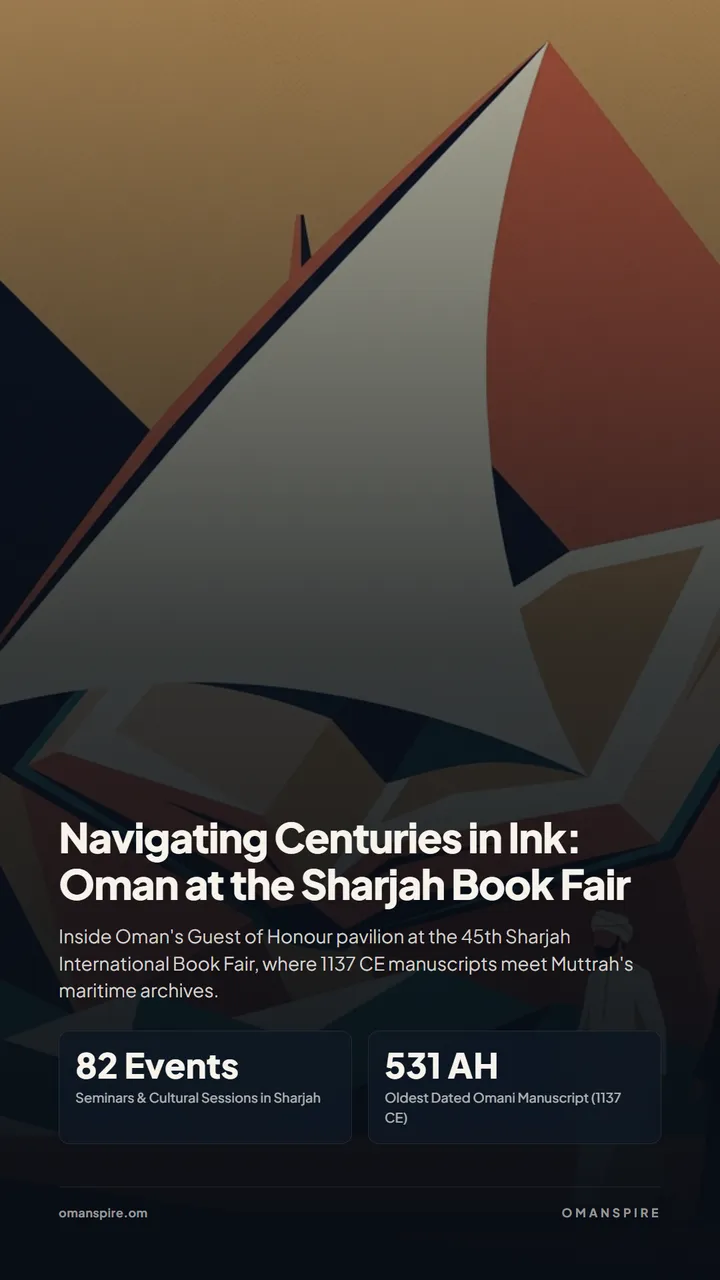 Navigating Centuries in Ink:
Oman at the Sharjah Book Fair
Inside Oman's Guest of Honour pavilion at the 45th Sharjah
International Book Fair, where 1137 CE manuscripts meet Muttrah's
maritime archives.
82 Events
Seminars & Cultural Sessions in Sharjah
531 AH
Oldest Dated Omani Manuscript (1137
CE)
omanspire.om
OMANSPIRE